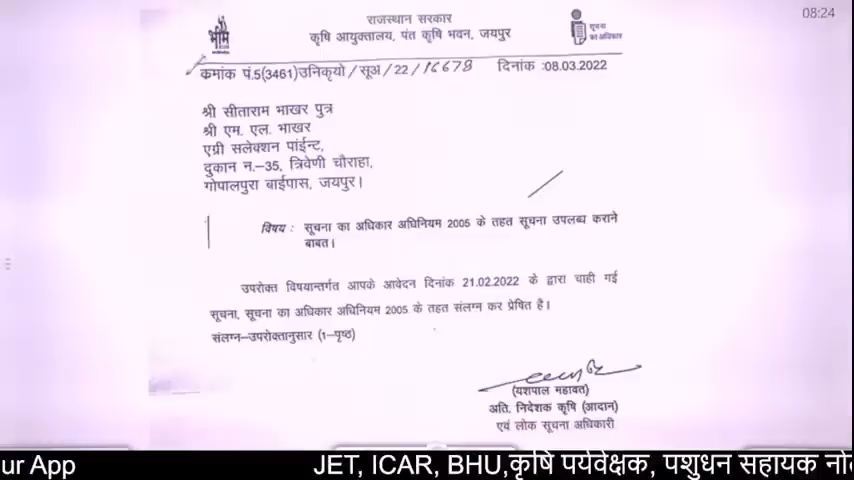 08:24
राजस्थान सरकार
कृषि आयुक्तालय, पंत कृषि भवन, जयपुर
भीम
सूचना
का अधिकार
क्रमांक पं.5(3461)उनिकृयो/सूअ/22/16678 दिनांक :08.03.2022
श्री सीताराम भाखर पुत्र
श्री एम. एल. भाखर
एग्री सलेक्शन पांईन्ट,
दुकान न.–35, त्रिवेणी चौराहा,
गोपालपुरा बाईपास, जयपुर।
विषय : सूचना का अधिकार अधिनियम 2005 के तहत सूचना उपलब्ध कराने
बाबत।
उपरोक्त विषयान्तर्गत आपके आवेदन दिनांक 21.02.2022 के द्वारा चाही गई
सूचना, सूचना का अधिकार अधिनियम 2005 के तहत संलग्न कर प्रेषित है।
संलग्न–उपरोक्तानुसार (1–पृष्ठ)
(यशपाल महावत)
अति. निदेशक कृषि (आदान)
एवं लोक सूचना अधिकारी
ur App JET, ICAR, BHU,कृषि पर्यवेक्षक, पशुधन सहायक नो